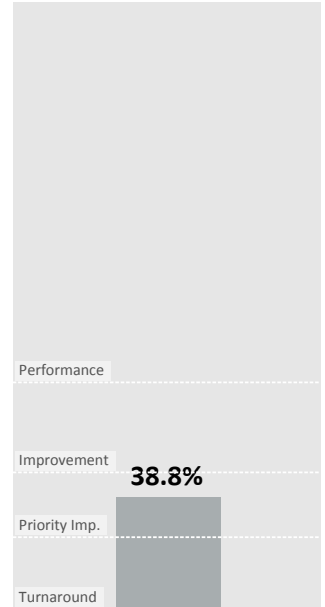 Performance
Improvement
38.8%
Priority Imp.
Turnaround